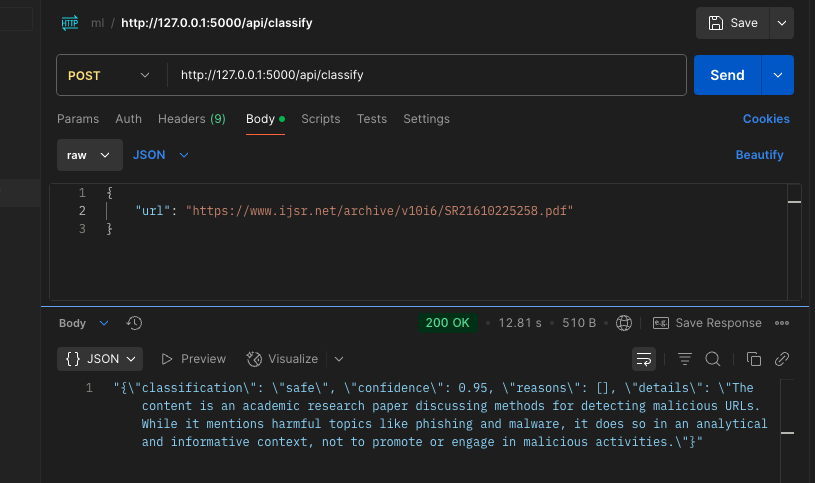 HTTP ml / http://127.0.0.1:5000/api/classify Save
POST http://127.0.0.1:5000/api/classify Send
Params Auth Headers (9) Body Scripts Tests Settings Cookies
raw JSON Beautify
1 {
2 "url": "https://www.ijsr.net/archive/v10i6/SR21610225258.pdf"
3 }
Body 200 OK • 12.81 s • 510 B • e.g. Save Response
{} JSON Preview Visualize
1 "{\"classification\": \"safe\", \"confidence\": 0.95, \"reasons\": [], \"details\": \"The
content is an academic research paper discussing methods for detecting malicious URLs.
While it mentions harmful topics like phishing and malware, it does so in an analytical
and informative context, not to promote or engage in malicious activities.\"}"